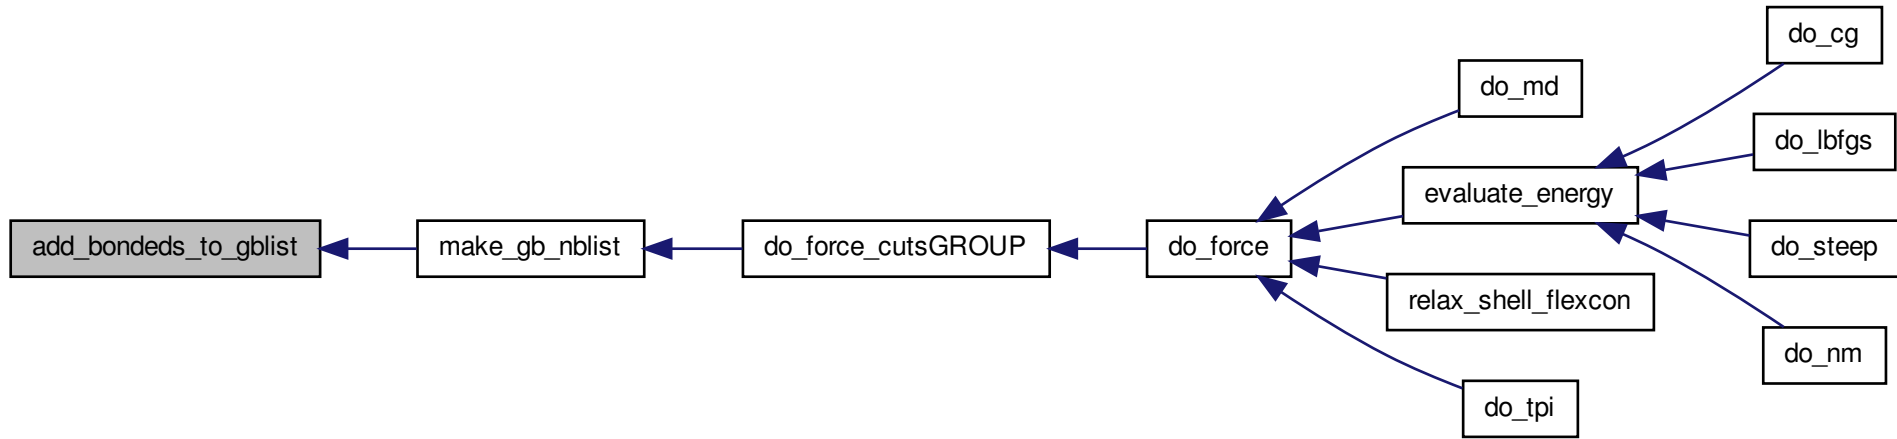 do_cg
do_md
do_lbfgs
evaluate_energy
add_bondeds_to_gblist
make_gb_nblist
do_force_cutsGROUP
do_force
do_steep
relax_shell_flexcon
do_nm
do_tpi